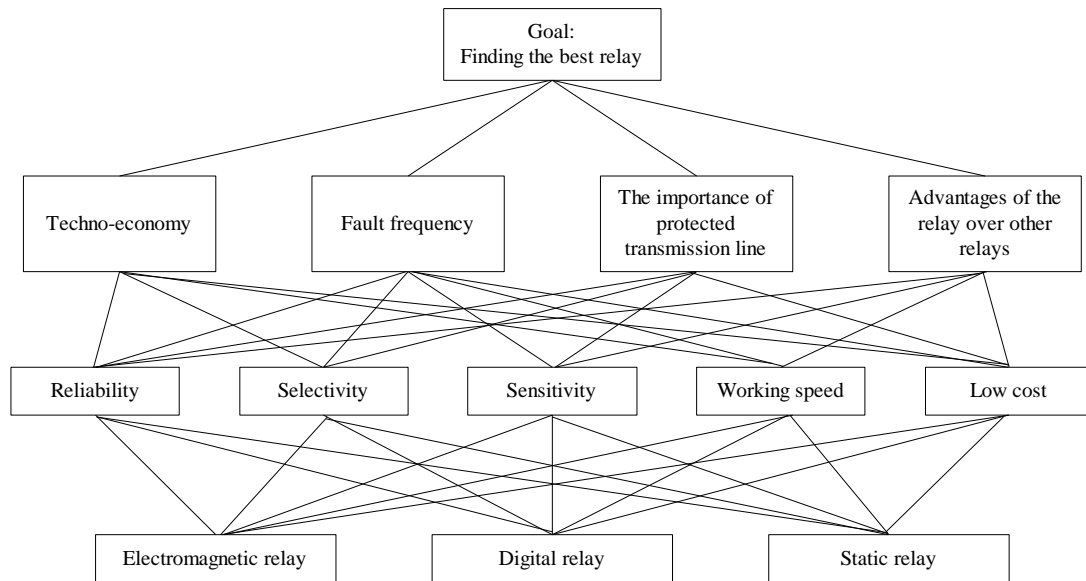 Goal:
Finding the best relay
Techno-economy
Fault frequency
The importance of
protected
transmission line
Advantages of the
relay over other
relays
Reliability
Selectivity
Sensitivity
Working speed
Low cost
Electromagnetic relay
Digital relay
Static relay